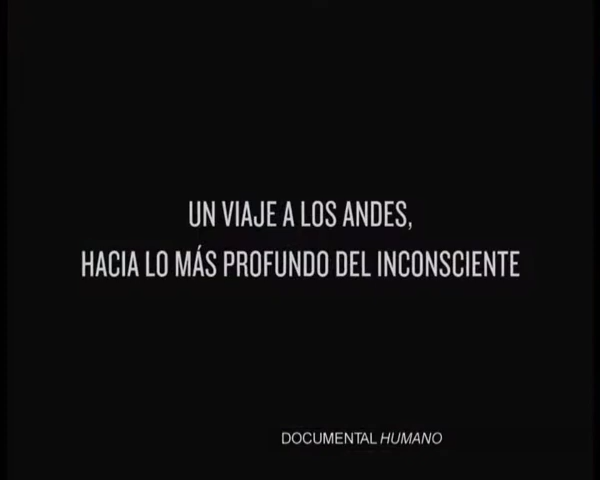 UN VIAJE A LOS ANDES,
HACIA LO MÁS PROFUNDO DEL INCONSCIENTE
DOCUMENTAL HUMANO